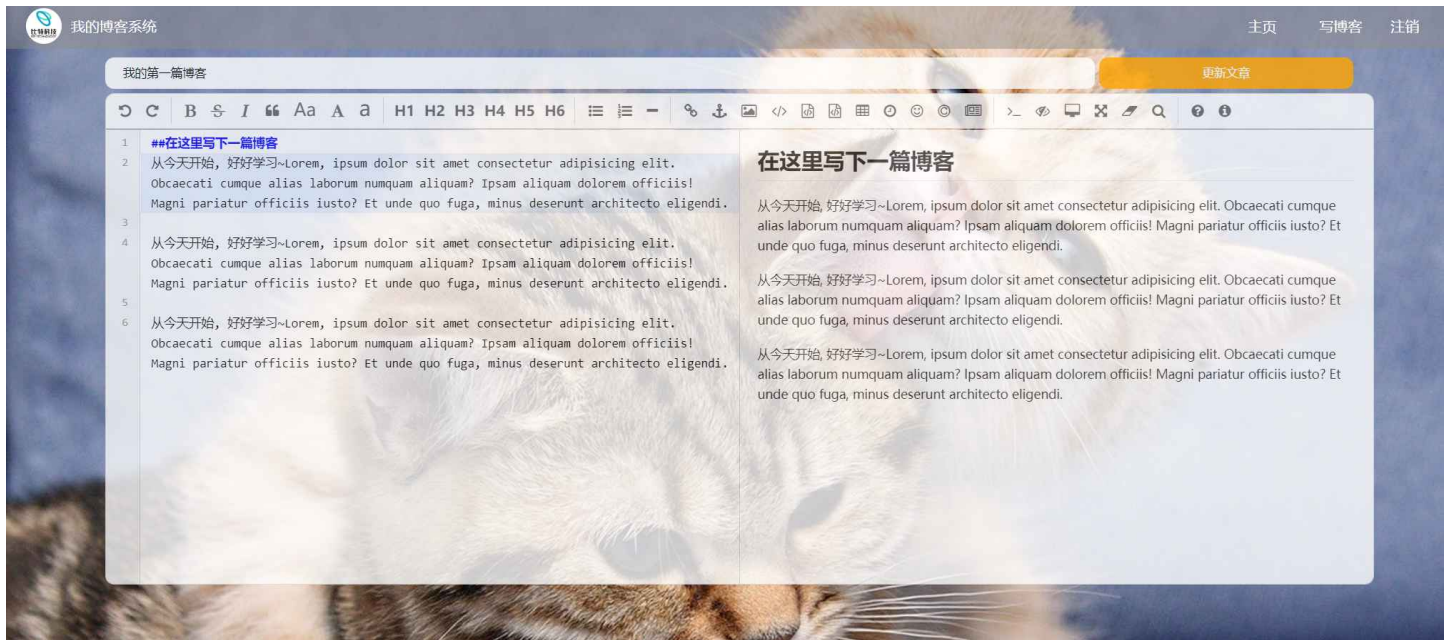 比特科技
我的博客系统
主页 写博客 注销
我的第一篇博客
更新文章
B S I Aa A a H1 H2 H3 H4 H5 H6
1 ##在这里写下一篇博客
2 从今天开始, 好好学习~Lorem, ipsum dolor sit amet consectetur adipisicing elit.
Obcaecati cumque alias laborum numquam aliquam? Ipsam aliquam dolorem officiis!
Magni pariatur officiis iusto? Et unde quo fuga, minus deserunt architecto eligendi.
3
4 从今天开始, 好好学习~Lorem, ipsum dolor sit amet consectetur adipisicing elit.
Obcaecati cumque alias laborum numquam aliquam? Ipsam aliquam dolorem officiis!
Magni pariatur officiis iusto? Et unde quo fuga, minus deserunt architecto eligendi.
5
6 从今天开始, 好好学习~Lorem, ipsum dolor sit amet consectetur adipisicing elit.
Obcaecati cumque alias laborum numquam aliquam? Ipsam aliquam dolorem officiis!
Magni pariatur officiis iusto? Et unde quo fuga, minus deserunt architecto eligendi.
在这里写下一篇博客
从今天开始, 好好学习~Lorem, ipsum dolor sit amet consectetur adipisicing elit. Obcaecati cumque
alias laborum numquam aliquam? Ipsam aliquam dolorem officiis! Magni pariatur officiis iusto? Et
unde quo fuga, minus deserunt architecto eligendi.
从今天开始, 好好学习~Lorem, ipsum dolor sit amet consectetur adipisicing elit. Obcaecati cumque
alias laborum numquam aliquam? Ipsam aliquam dolorem officiis! Magni pariatur officiis iusto? Et
unde quo fuga, minus deserunt architecto eligendi.
从今天开始, 好好学习~Lorem, ipsum dolor sit amet consectetur adipisicing elit. Obcaecati cumque
alias laborum numquam aliquam? Ipsam aliquam dolorem officiis! Magni pariatur officiis iusto? Et
unde quo fuga, minus deserunt architecto eligendi.